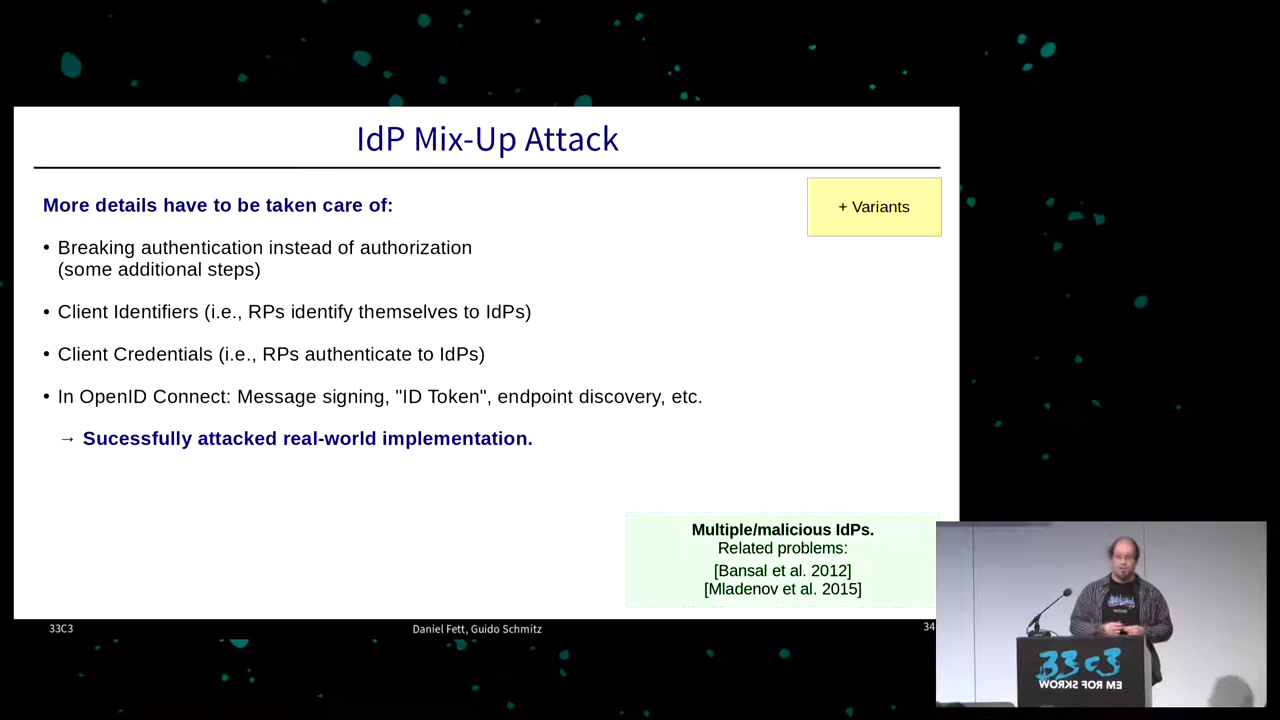 IdP Mix-Up Attack
More details have to be taken care of:
+ Variants
• Breaking authentication instead of authorization
(some additional steps)
• Client Identifiers (i.e., RPs identify themselves to IdPs)
• Client Credentials (i.e., RPs authenticate to IdPs)
• In OpenID Connect: Message signing, "ID Token", endpoint discovery, etc.
→ Sucessfully attacked real-world implementation.
Multiple/malicious IdPs.
Related problems:
[Bansal et al. 2012]
[Mladenov et al. 2015]
33C3
Daniel Fett, Guido Schmitz
34
33c3
WORKS FOR ME